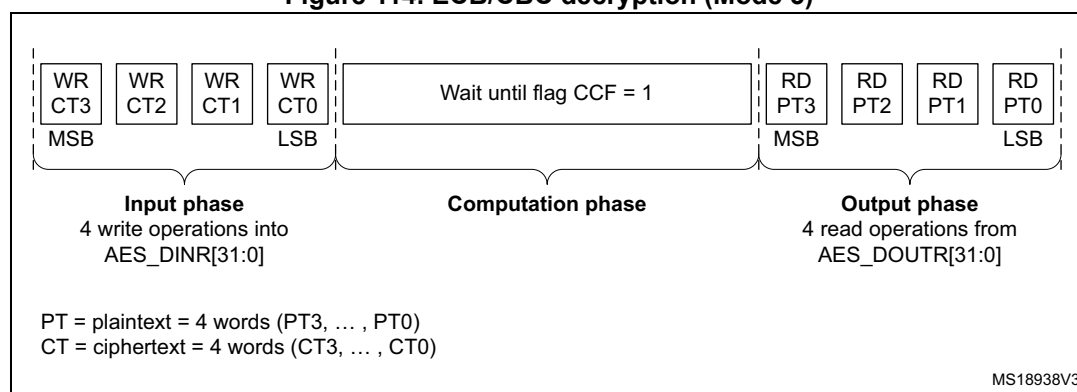 Figure 114. ECB/CBC decryption (Mode 3)
WR CT3 WR CT2 WR CT1 WR CT0
MSB LSB
Wait until flag CCF = 1
RD PT3 RD PT2 RD PT1 RD PT0
MSB LSB
Input phase
4 write operations into
AES_DINR[31:0]
Computation phase
Output phase
4 read operations from
AES_DOUTR[31:0]
PT = plaintext = 4 words (PT3, … , PT0)
CT = ciphertext = 4 words (CT3, … , CT0)
MS18938V3